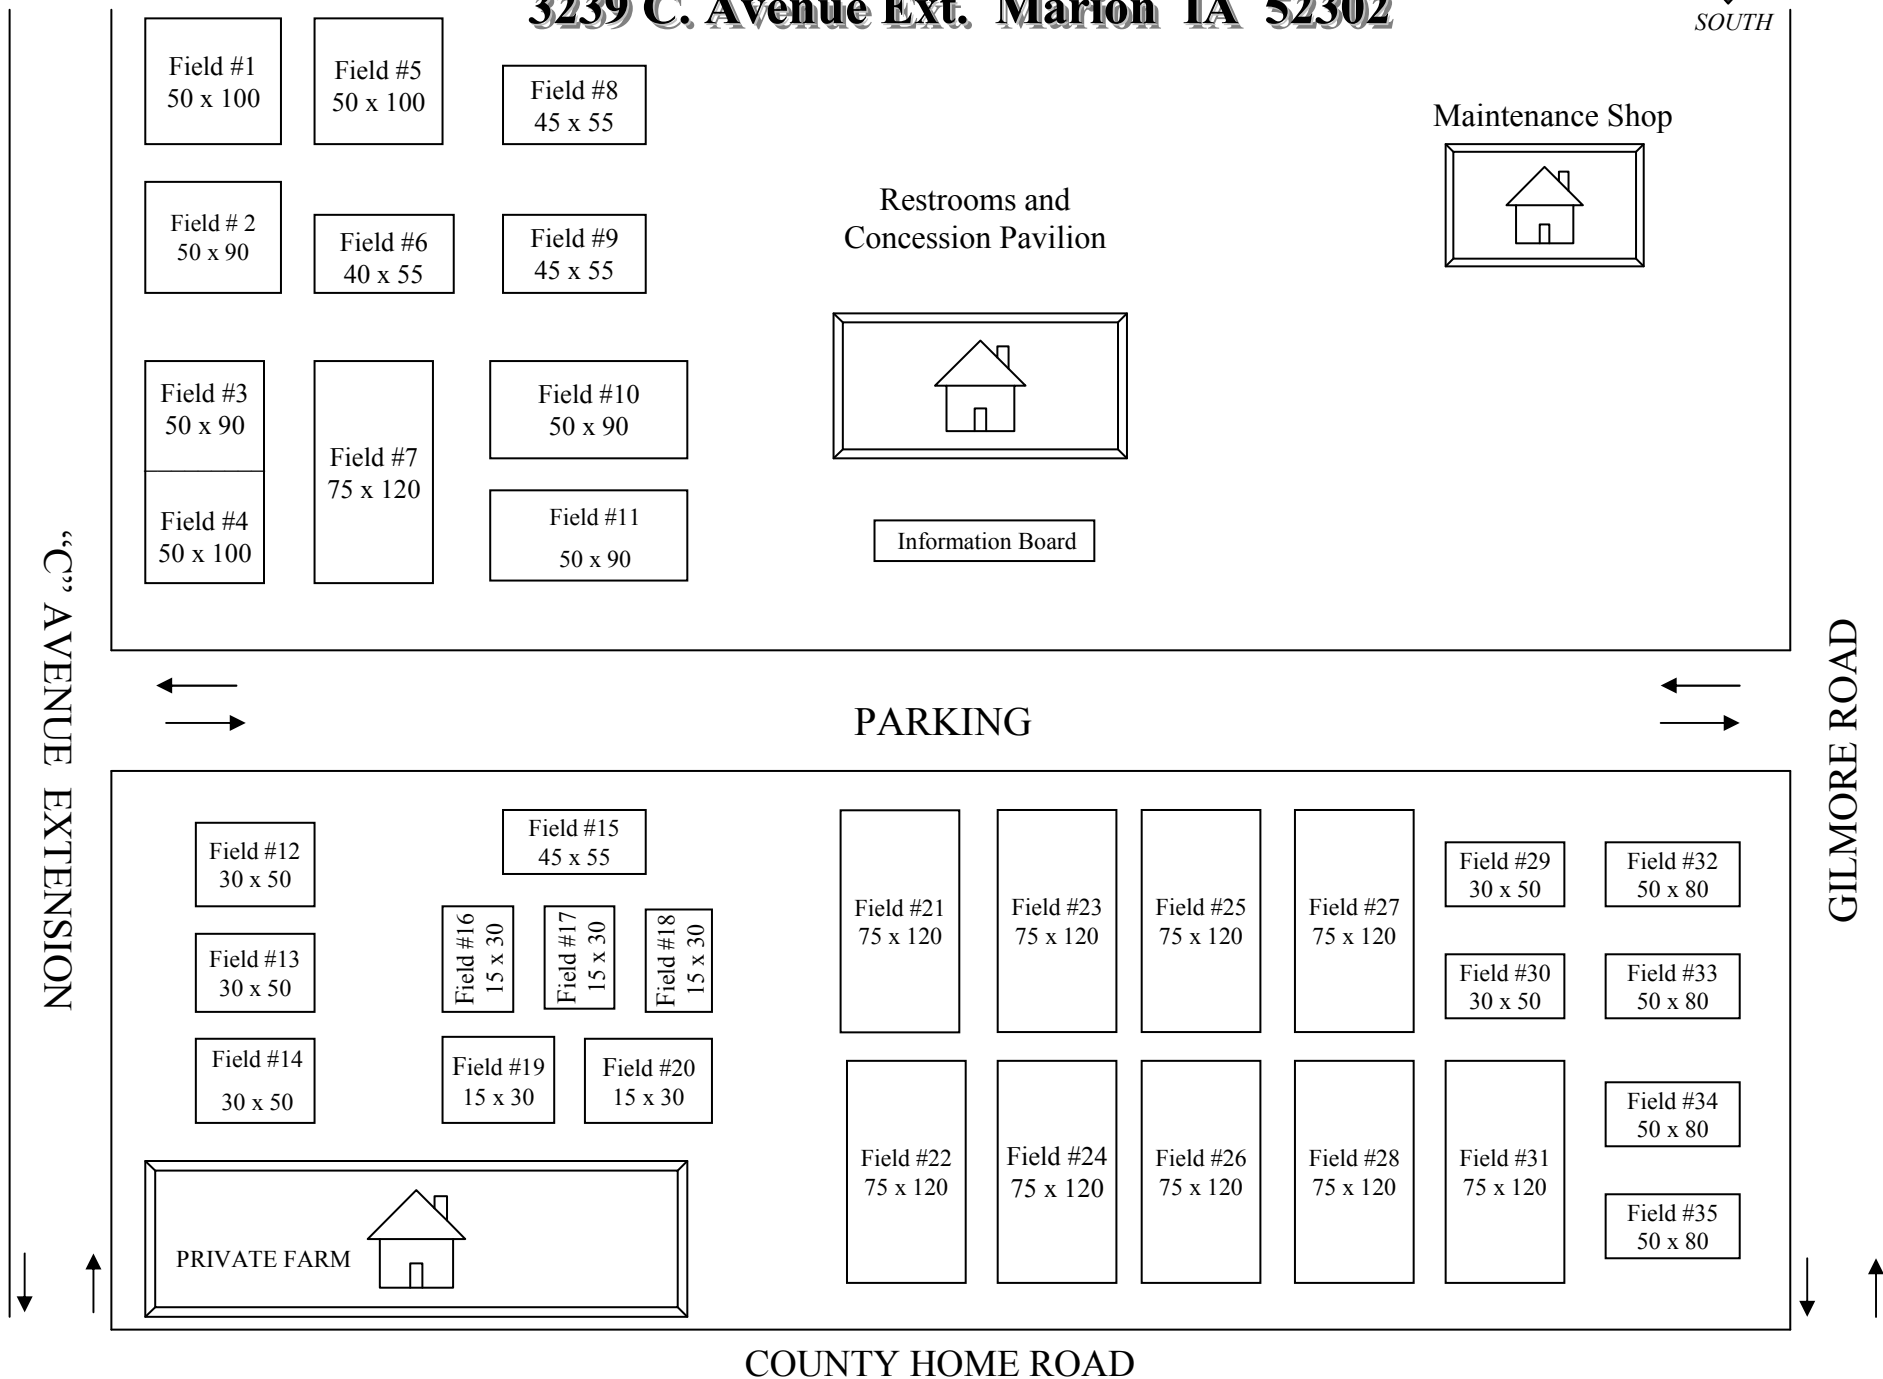 3239 C. Avenue Ext. Marion IA 52302
SOUTH
Field #1
50 x 100
Field #5
50 x 100
Field #8
45 x 55
Maintenance Shop
Field # 2
50 x 90
Field #6
40 x 55
Field #9
45 x 55
Restrooms and
Concession Pavilion
Field #3
50 x 90
Field #4
50 x 100
Field #7
75 x 120
Field #10
50 x 90
Field #11
50 x 90
Information Board
"C" AVENUE EXTENSION
PARKING
GILMORE ROAD
Field #12
30 x 50
Field #13
30 x 50
Field #14
30 x 50
Field #15
45 x 55
Field #16
15 x 30
Field #17
15 x 30
Field #18
15 x 30
Field #19
15 x 30
Field #20
15 x 30
Field #21
75 x 120
Field #23
75 x 120
Field #25
75 x 120
Field #27
75 x 120
Field #29
30 x 50
Field #32
50 x 80
Field #30
30 x 50
Field #33
50 x 80
Field #22
75 x 120
Field #24
75 x 120
Field #26
75 x 120
Field #28
75 x 120
Field #31
75 x 120
Field #34
50 x 80
Field #35
50 x 80
PRIVATE FARM
COUNTY HOME ROAD